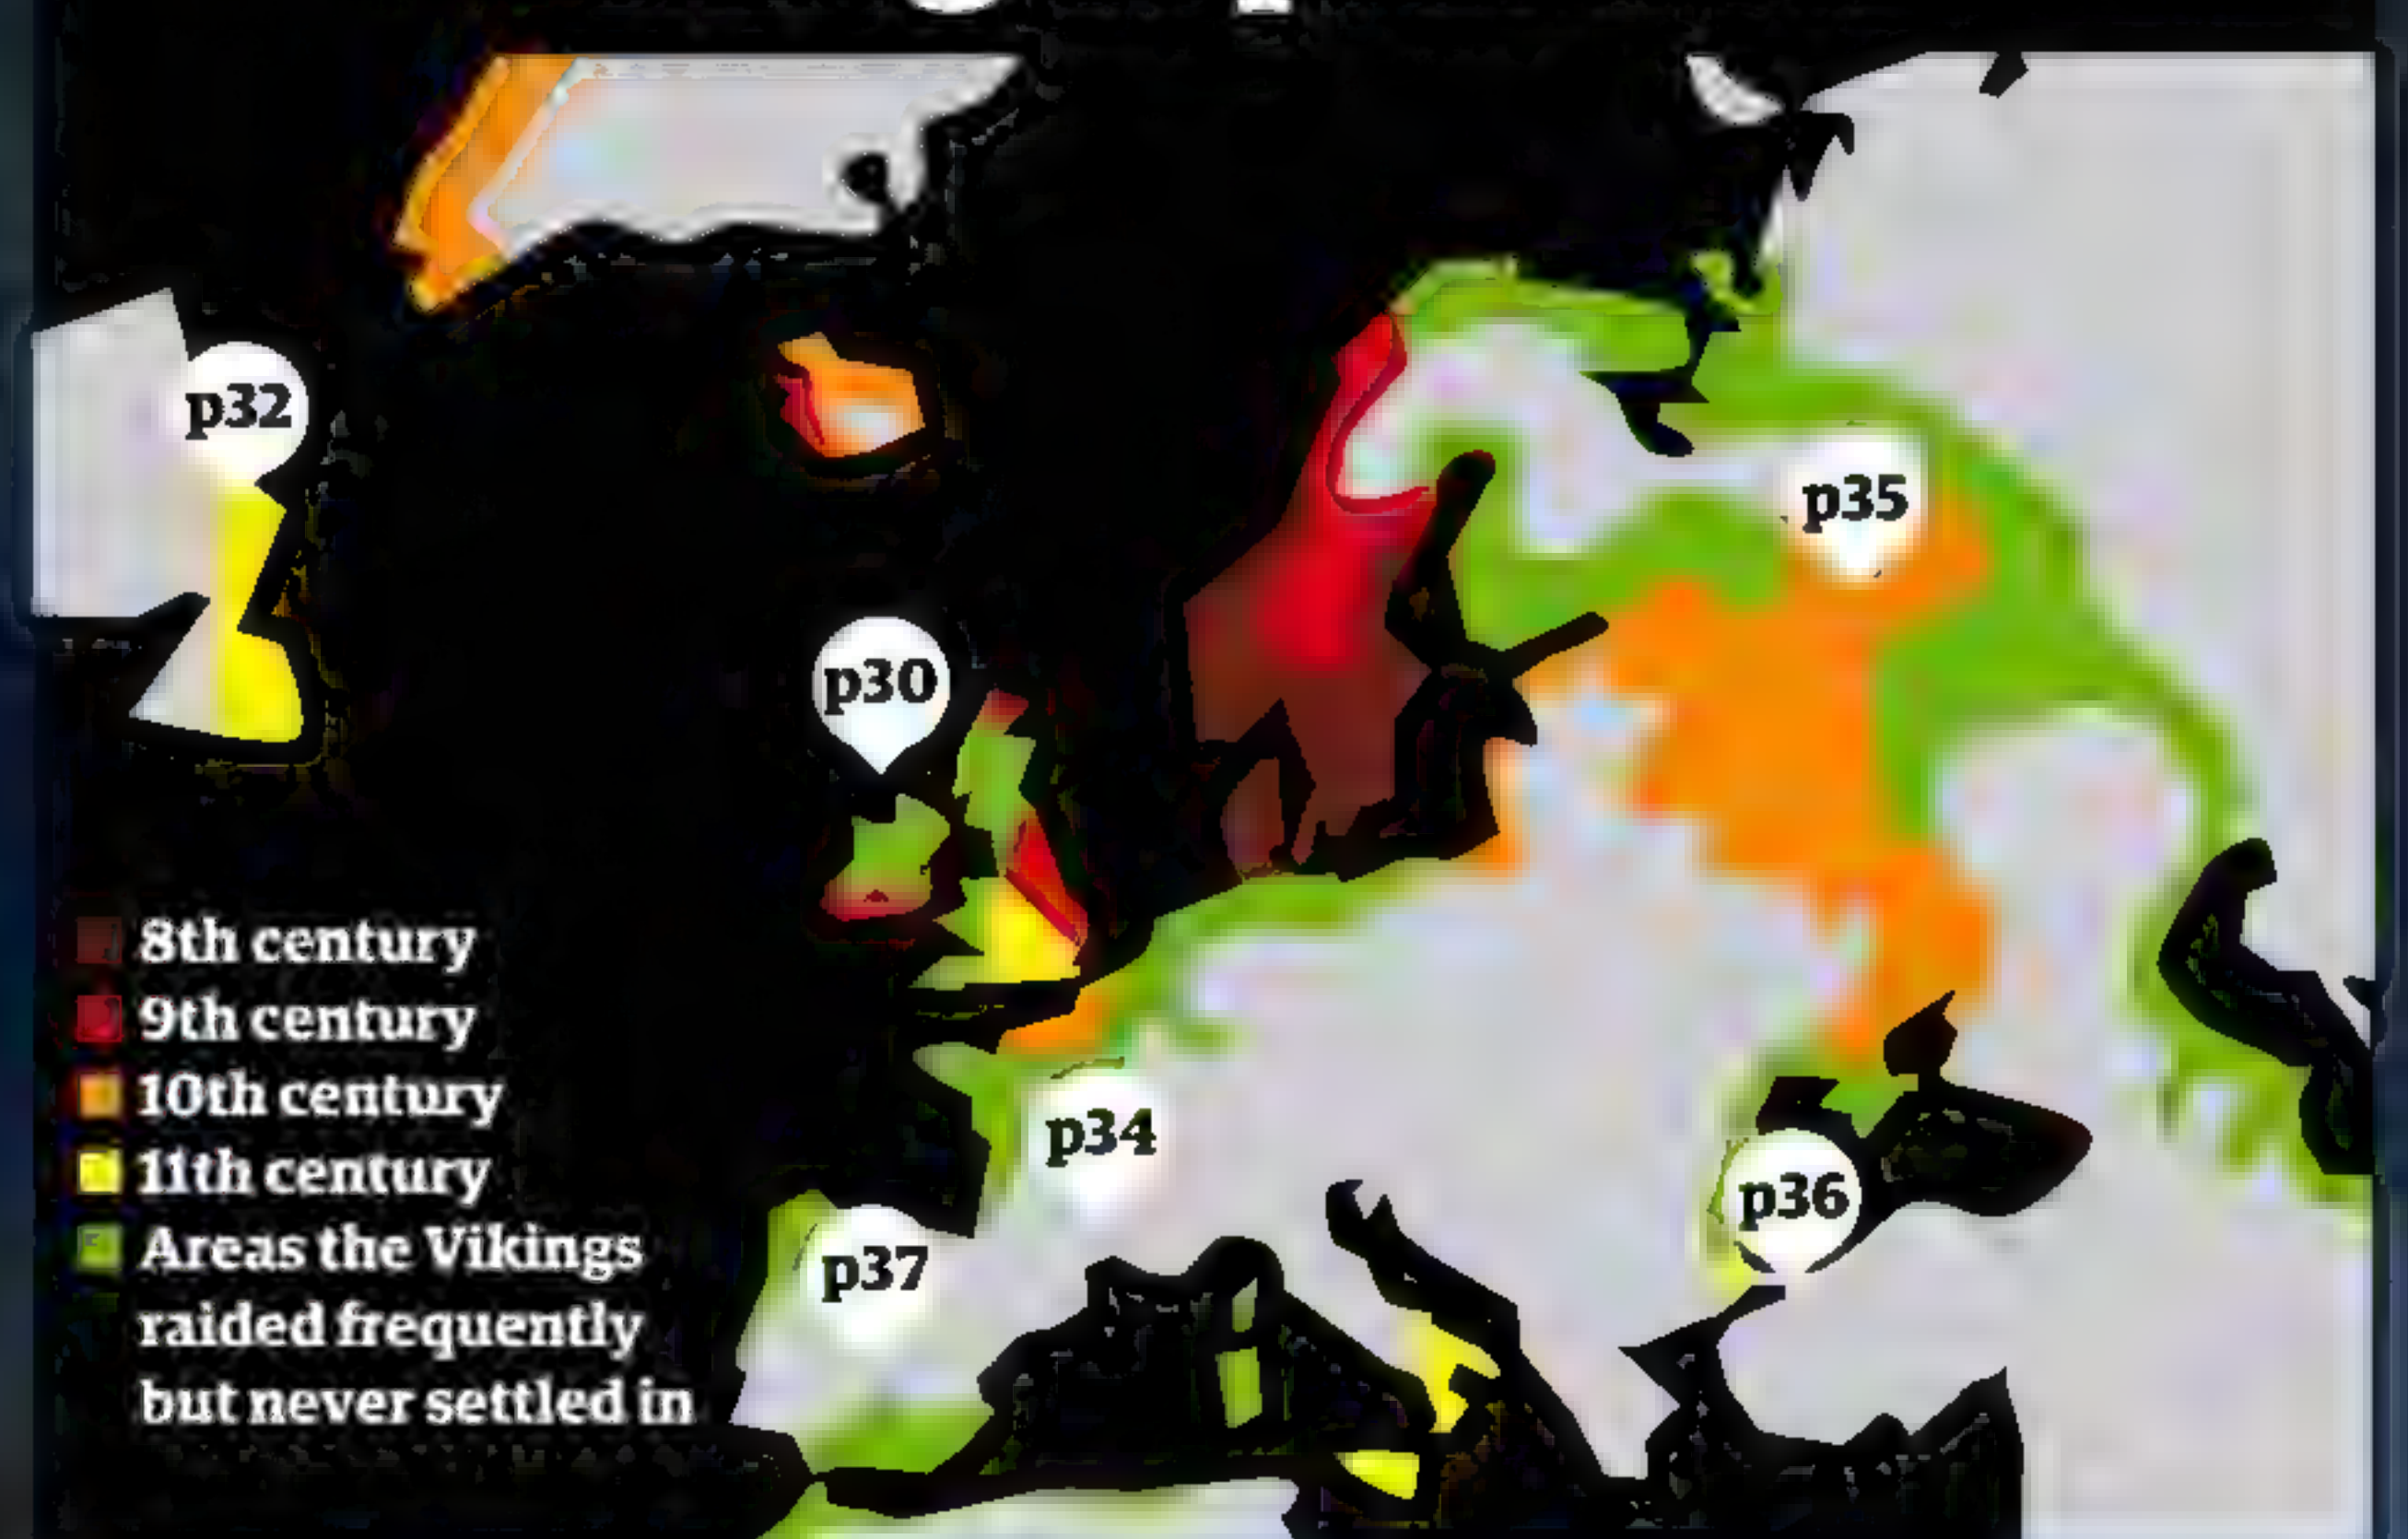 p32
p35
p30
8th century
9th century
10th century
11th century
Areas the Vikings
raided frequently
but never settled in
p34
p36
p37